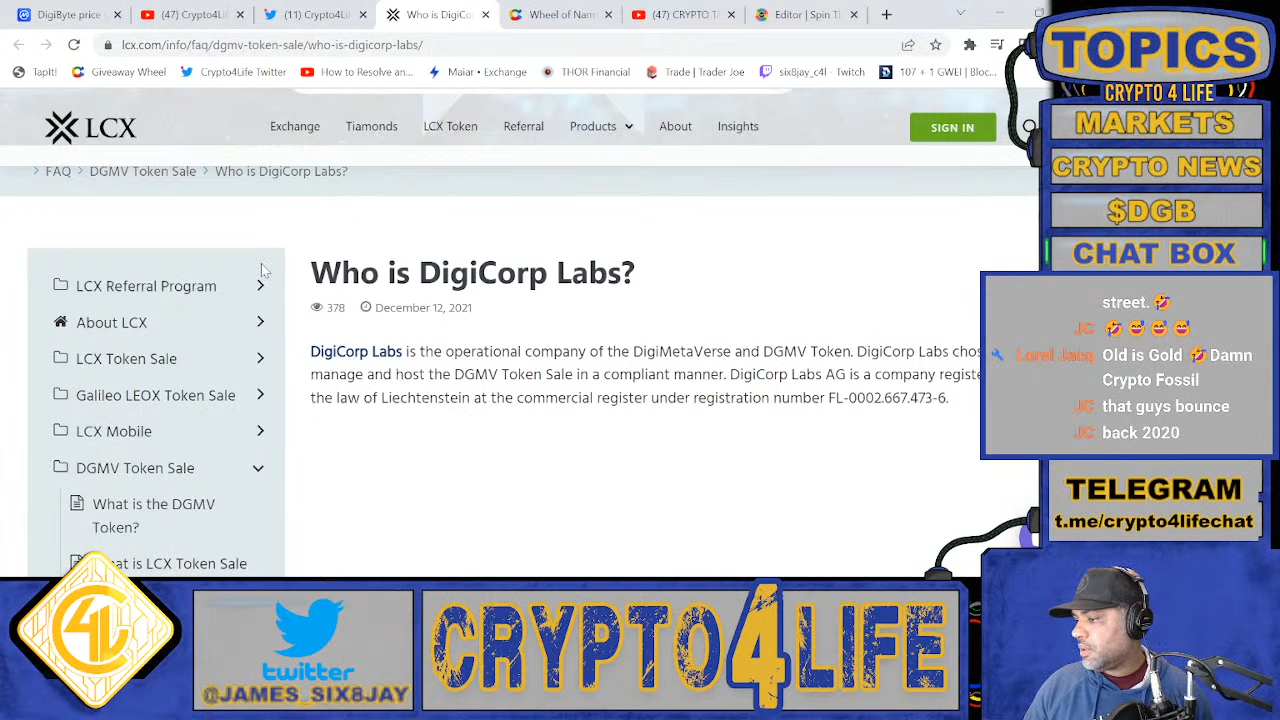 DigiByte price
(47) Crypto4Li
(11) Crypto4L
Who is DigiCo
Wheel of Nam
(47) CRYPTO T
Editor | Spin T
lcx.com/info/faq/dgmv-token-sale/who-is-digicorp-labs/
TapIt!
Giveaway Wheel
Crypto4Life Twitter
How to Resolve an...
Maiar • Exchange
THOR Financial
Trade | Trader Joe
six8jay_c4l - Twitch
107 + 1 GWEI | Bloc...
LCX
Exchange
Tiamonds
LCX Token
Referral
Products
About
Insights
SIGN IN
FAQ > DGMV Token Sale > Who is DigiCorp Labs?
LCX Referral Program
About LCX
LCX Token Sale
Galileo LEOX Token Sale
LCX Mobile
DGMV Token Sale
What is the DGMV
Token?
at is LCX Token Sale
Who is DigiCorp Labs?
378
December 12, 2021
DigiCorp Labs is the operational company of the DigiMetaVerse and DGMV Token. DigiCorp Labs chos
manage and host the DGMV Token Sale in a compliant manner. DigiCorp Labs AG is a company registe
the law of Liechtenstein at the commercial register under registration number FL-0002.667.473-6.
TOPICS
CRYPTO 4 LIFE
MARKETS
CRYPTO NEWS
$DGB
CHAT BOX
street. 🤣
JC 🤣😅😅😅
Lorel Jacq Old is Gold 🤣Damn
Crypto Fossil
JC that guys bounce
JC back 2020
TELEGRAM
t.me/crypto4lifechat
C4L
twitter
@JAMES_SIX8JAY
CRYPTO4LIFE